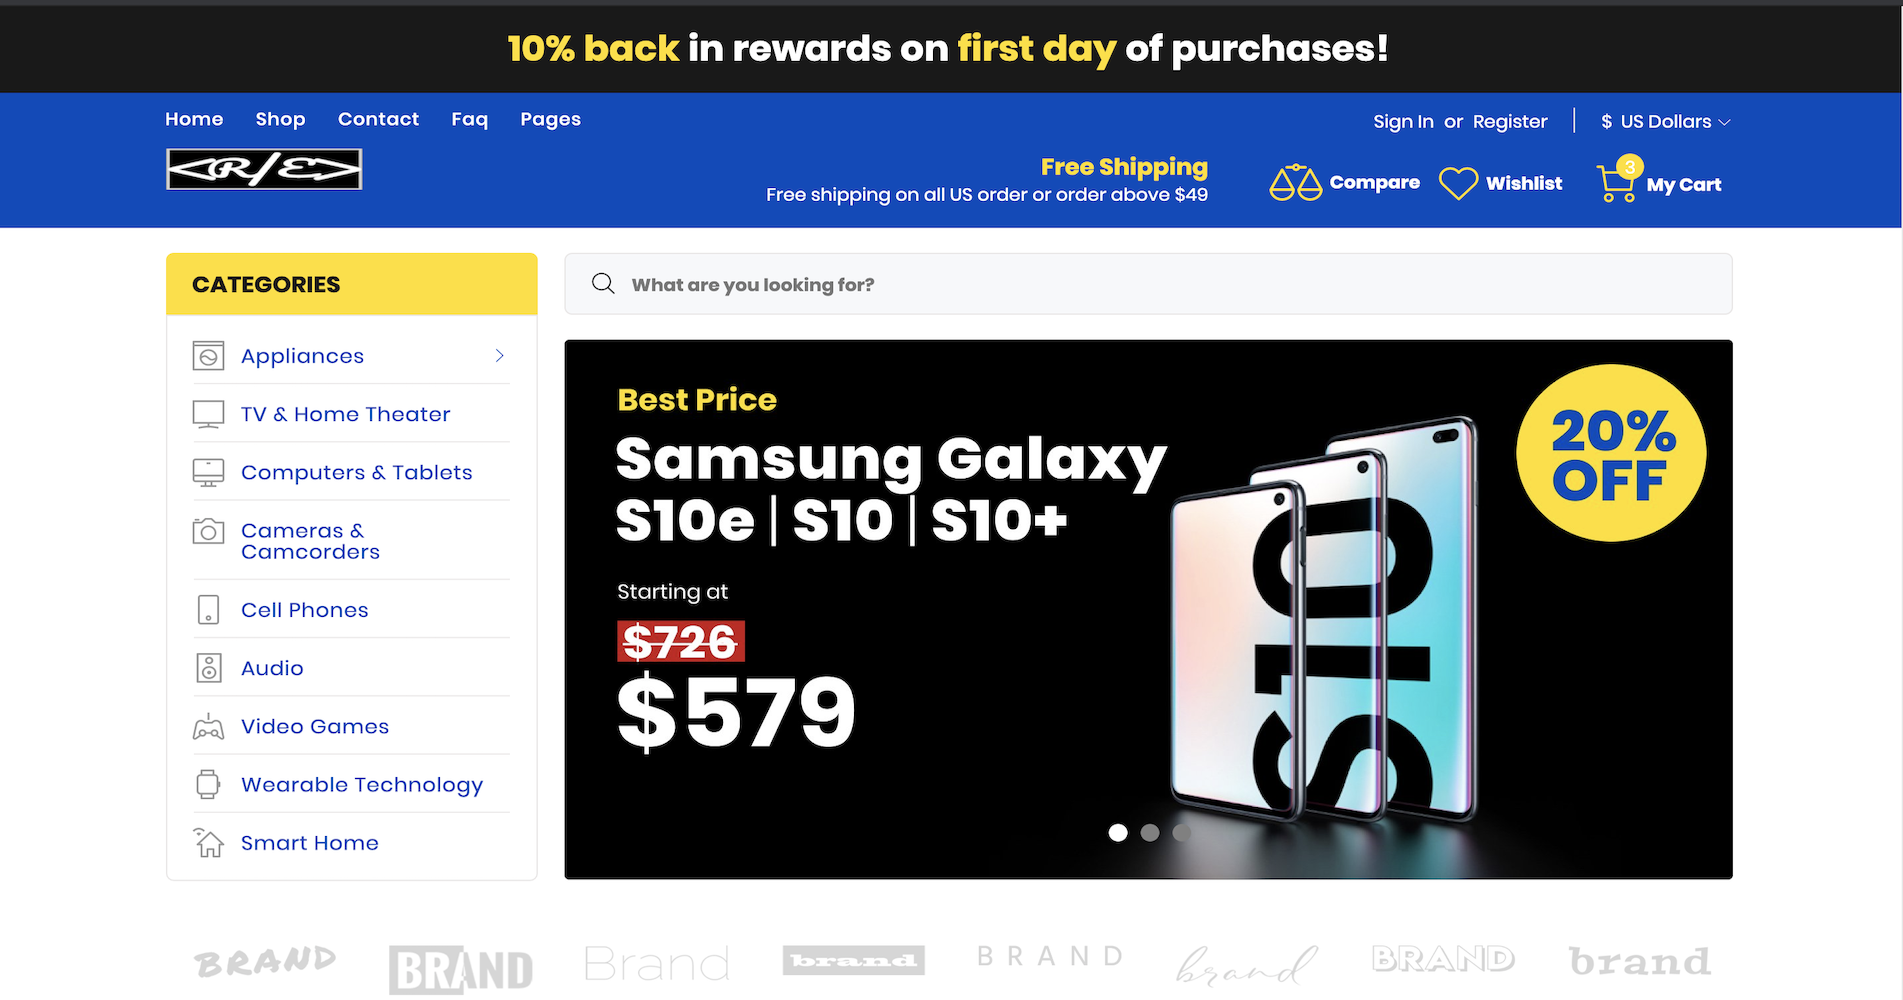 10% back in rewards on first day of purchases!
Home Shop Contact Faq Pages
Sign In or Register $ US Dollars
<R/E>
Free Shipping
Free shipping on all US order or order above $49
Compare Wishlist 3 My Cart
CATEGORIES
Appliances
TV & Home Theater
Computers & Tablets
Cameras &
Camcorders
Cell Phones
Audio
Video Games
Wearable Technology
Smart Home
What are you looking for?
Best Price
Samsung Galaxy
S10e | S10 | S10+
Starting at
$726
$579
S10
20%
OFF
BRAND BRAND Brand brand BRAND brand BRAND brand